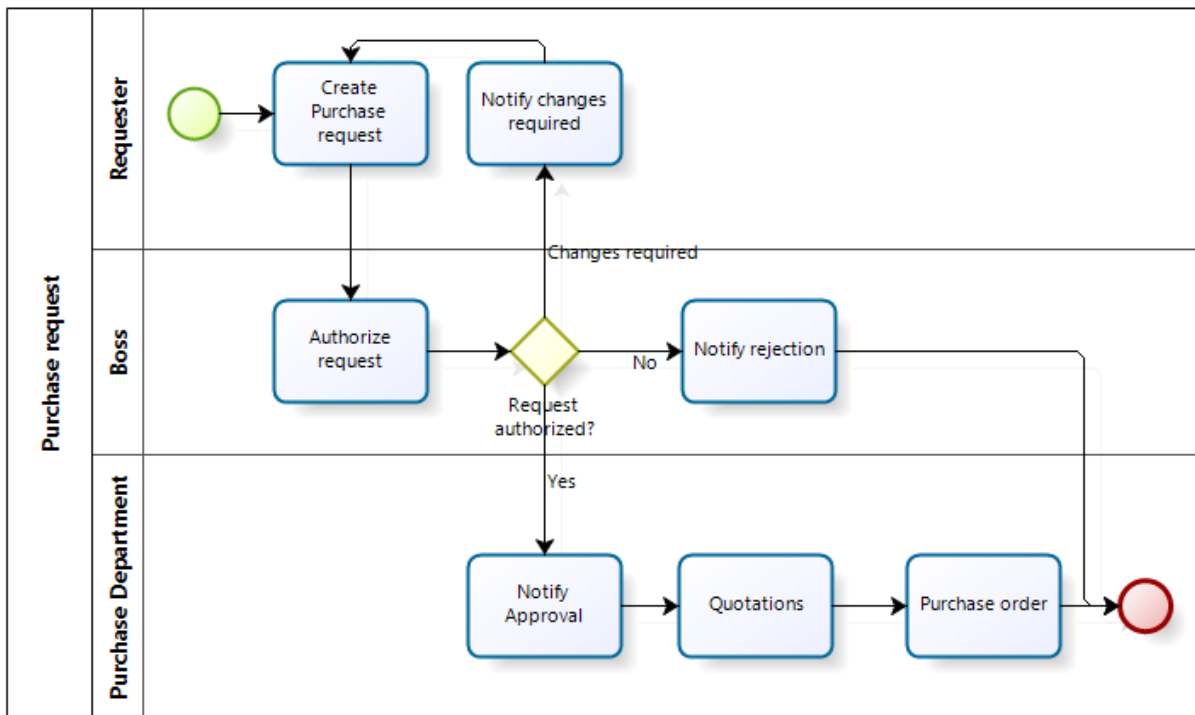 Purchase request
Requester
Create
Purchase
request
Notify changes
required
Changes required
Boss
Authorize
request
Request
authorized?
No
Notify rejection
Yes
Purchase Department
Notify
Approval
Quotations
Purchase order